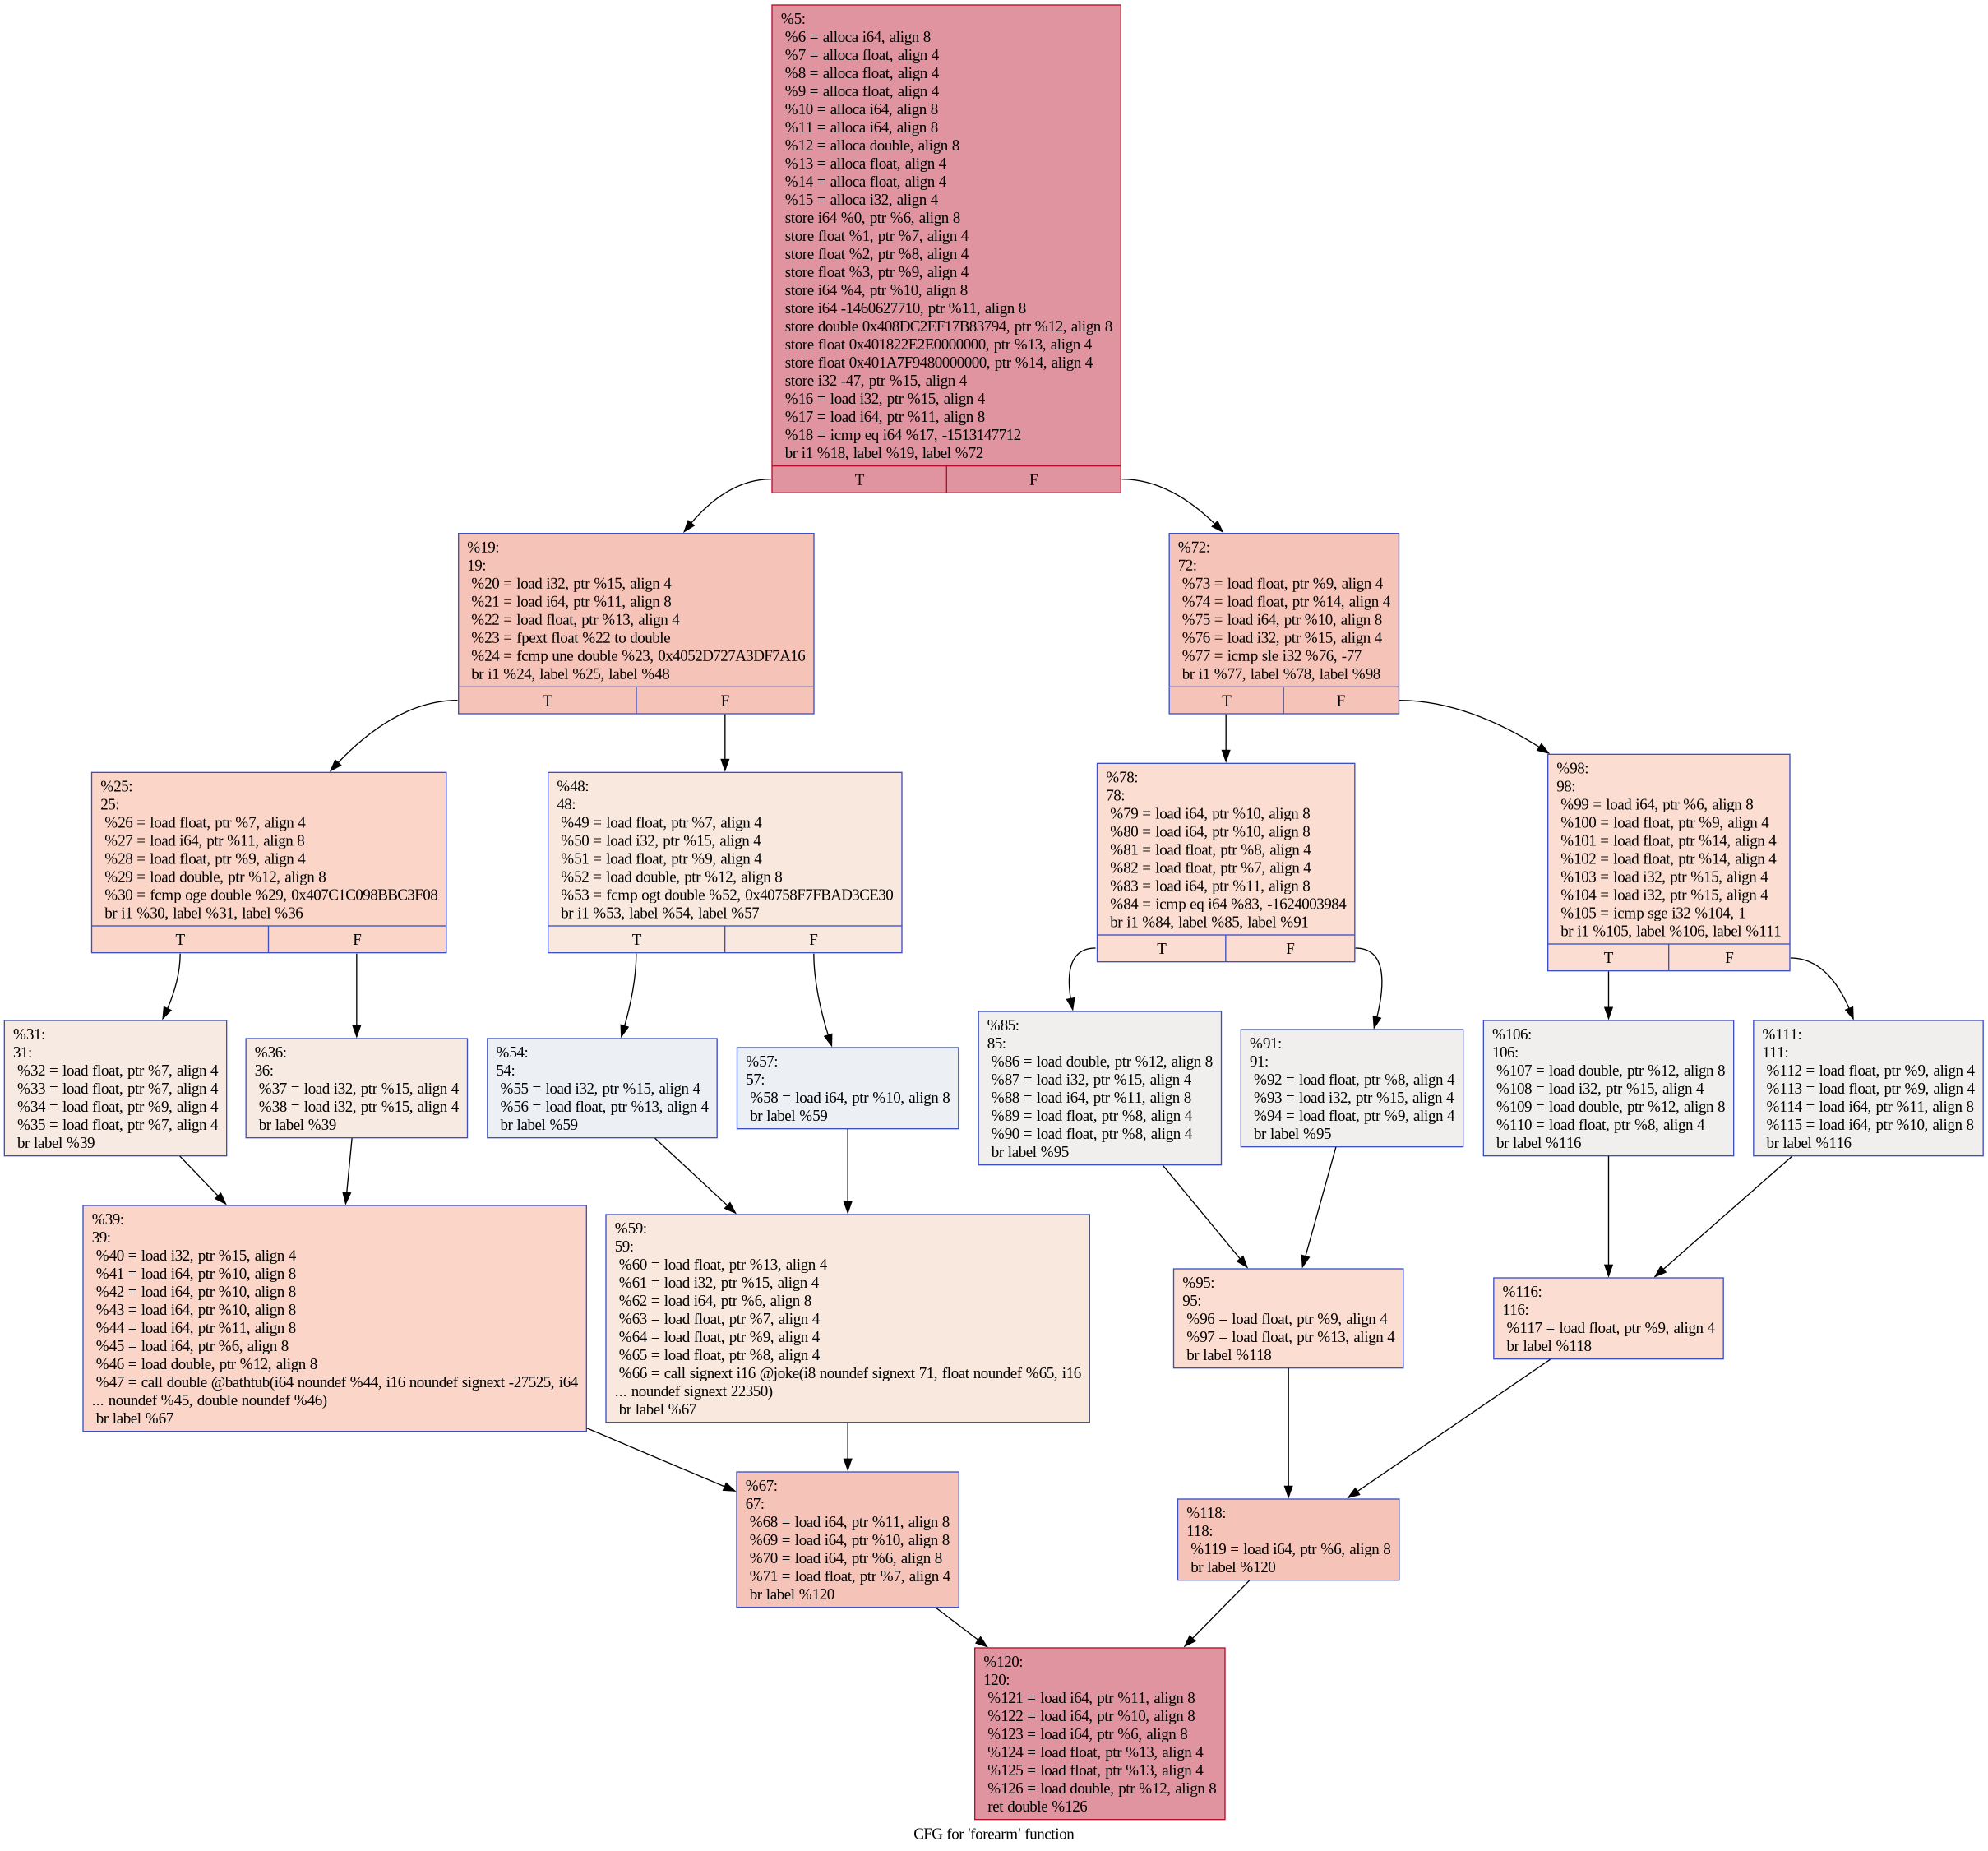 %5:
%6 = alloca i64, align 8
%7 = alloca float, align 4
%8 = alloca float, align 4
%9 = alloca float, align 4
%10 = alloca i64, align 8
%11 = alloca i64, align 8
%12 = alloca double, align 8
%13 = alloca float, align 4
%14 = alloca float, align 4
%15 = alloca i32, align 4
store i64 %0, ptr %6, align 8
store float %1, ptr %7, align 4
store float %2, ptr %8, align 4
store float %3, ptr %9, align 4
store i64 %4, ptr %10, align 8
store i64 -1460627710, ptr %11, align 8
store double 0x408DC2EF17B83794, ptr %12, align 8
store float 0x401822E2E0000000, ptr %13, align 4
store float 0x401A7F9480000000, ptr %14, align 4
store i32 -47, ptr %15, align 4
%16 = load i32, ptr %15, align 4
%17 = load i64, ptr %11, align 8
%18 = icmp eq i64 %17, -1513147712
br i1 %18, label %19, label %72
T F
%19:
19:
%20 = load i32, ptr %15, align 4
%21 = load i64, ptr %11, align 8
%22 = load float, ptr %13, align 4
%23 = fpext float %22 to double
%24 = fcmp une double %23, 0x4052D727A3DF7A16
br i1 %24, label %25, label %48
T F
%72:
72:
%73 = load float, ptr %9, align 4
%74 = load float, ptr %14, align 4
%75 = load i64, ptr %10, align 8
%76 = load i32, ptr %15, align 4
%77 = icmp sle i32 %76, -77
br i1 %77, label %78, label %98
T F
%25:
25:
%26 = load float, ptr %7, align 4
%27 = load i64, ptr %11, align 8
%28 = load float, ptr %9, align 4
%29 = load double, ptr %12, align 8
%30 = fcmp oge double %29, 0x407C1C098BBC3F08
br i1 %30, label %31, label %36
T F
%48:
48:
%49 = load float, ptr %7, align 4
%50 = load i32, ptr %15, align 4
%51 = load float, ptr %9, align 4
%52 = load double, ptr %12, align 8
%53 = fcmp ogt double %52, 0x40758F7FBAD3CE30
br i1 %53, label %54, label %57
T F
%78:
78:
%79 = load i64, ptr %10, align 8
%80 = load i64, ptr %10, align 8
%81 = load float, ptr %8, align 4
%82 = load float, ptr %7, align 4
%83 = load i64, ptr %11, align 8
%84 = icmp eq i64 %83, -1624003984
br i1 %84, label %85, label %91
T F
%98:
98:
%99 = load i64, ptr %6, align 8
%100 = load float, ptr %9, align 4
%101 = load float, ptr %14, align 4
%102 = load float, ptr %14, align 4
%103 = load i32, ptr %15, align 4
%104 = load i32, ptr %15, align 4
%105 = icmp sge i32 %104, 1
br i1 %105, label %106, label %111
T F
%31:
31:
%32 = load float, ptr %7, align 4
%33 = load float, ptr %7, align 4
%34 = load float, ptr %9, align 4
%35 = load float, ptr %7, align 4
br label %39
%36:
36:
%37 = load i32, ptr %15, align 4
%38 = load i32, ptr %15, align 4
br label %39
%54:
54:
%55 = load i32, ptr %15, align 4
%56 = load float, ptr %13, align 4
br label %59
%57:
57:
%58 = load i64, ptr %10, align 8
br label %59
%85:
85:
%86 = load double, ptr %12, align 8
%87 = load i32, ptr %15, align 4
%88 = load i64, ptr %11, align 8
%89 = load float, ptr %8, align 4
%90 = load float, ptr %8, align 4
br label %95
%91:
91:
%92 = load float, ptr %8, align 4
%93 = load i32, ptr %15, align 4
%94 = load float, ptr %9, align 4
br label %95
%106:
106:
%107 = load double, ptr %12, align 8
%108 = load i32, ptr %15, align 4
%109 = load double, ptr %12, align 8
%110 = load float, ptr %8, align 4
br label %116
%111:
111:
%112 = load float, ptr %9, align 4
%113 = load float, ptr %9, align 4
%114 = load i64, ptr %11, align 8
%115 = load i64, ptr %10, align 8
br label %116
%39:
39:
%40 = load i32, ptr %15, align 4
%41 = load i64, ptr %10, align 8
%42 = load i64, ptr %10, align 8
%43 = load i64, ptr %10, align 8
%44 = load i64, ptr %11, align 8
%45 = load i64, ptr %6, align 8
%46 = load double, ptr %12, align 8
%47 = call double @bathtub(i64 noundef %44, i16 noundef signext -27525, i64
... noundef %45, double noundef %46)
br label %67
%59:
59:
%60 = load float, ptr %13, align 4
%61 = load i32, ptr %15, align 4
%62 = load i64, ptr %6, align 8
%63 = load float, ptr %7, align 4
%64 = load float, ptr %9, align 4
%65 = load float, ptr %8, align 4
%66 = call signext i16 @joke(i8 noundef signext 71, float noundef %65, i16
... noundef signext 22350)
br label %67
%95:
95:
%96 = load float, ptr %9, align 4
%97 = load float, ptr %13, align 4
br label %118
%116:
116:
%117 = load float, ptr %9, align 4
br label %118
%67:
67:
%68 = load i64, ptr %11, align 8
%69 = load i64, ptr %10, align 8
%70 = load i64, ptr %6, align 8
%71 = load float, ptr %7, align 4
br label %120
%118:
118:
%119 = load i64, ptr %6, align 8
br label %120
%120:
120:
%121 = load i64, ptr %11, align 8
%122 = load i64, ptr %10, align 8
%123 = load i64, ptr %6, align 8
%124 = load float, ptr %13, align 4
%125 = load float, ptr %13, align 4
%126 = load double, ptr %12, align 8
ret double %126
CFG for 'forearm' function